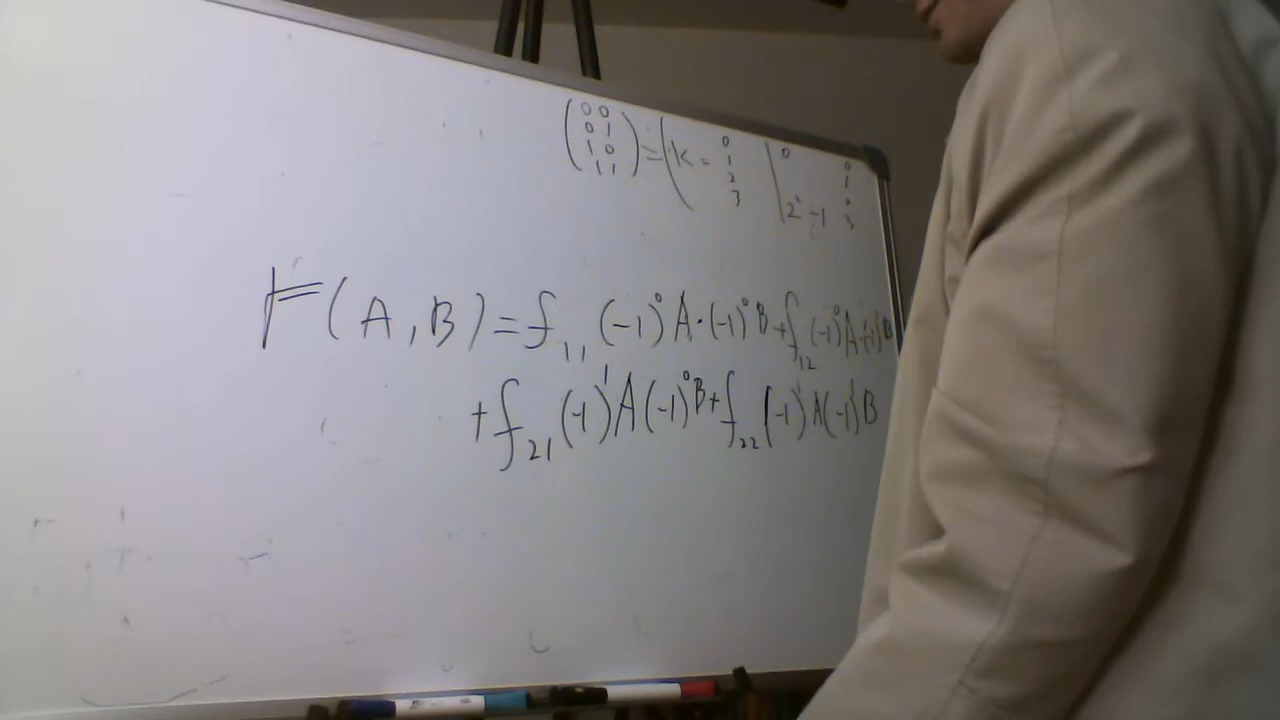 0 0
0 1 = K = 0 1 2 3 | 0 0
1 0 2² - 1 1 2 3
1 1
F(A,B) = f₁₁(-1)⁰A·(-1)⁰B + f₁₂(-1)⁰A(-1)¹B
+ f₂₁(-1)¹A(-1)⁰B + f₂₂(-1)¹A(-1)¹B